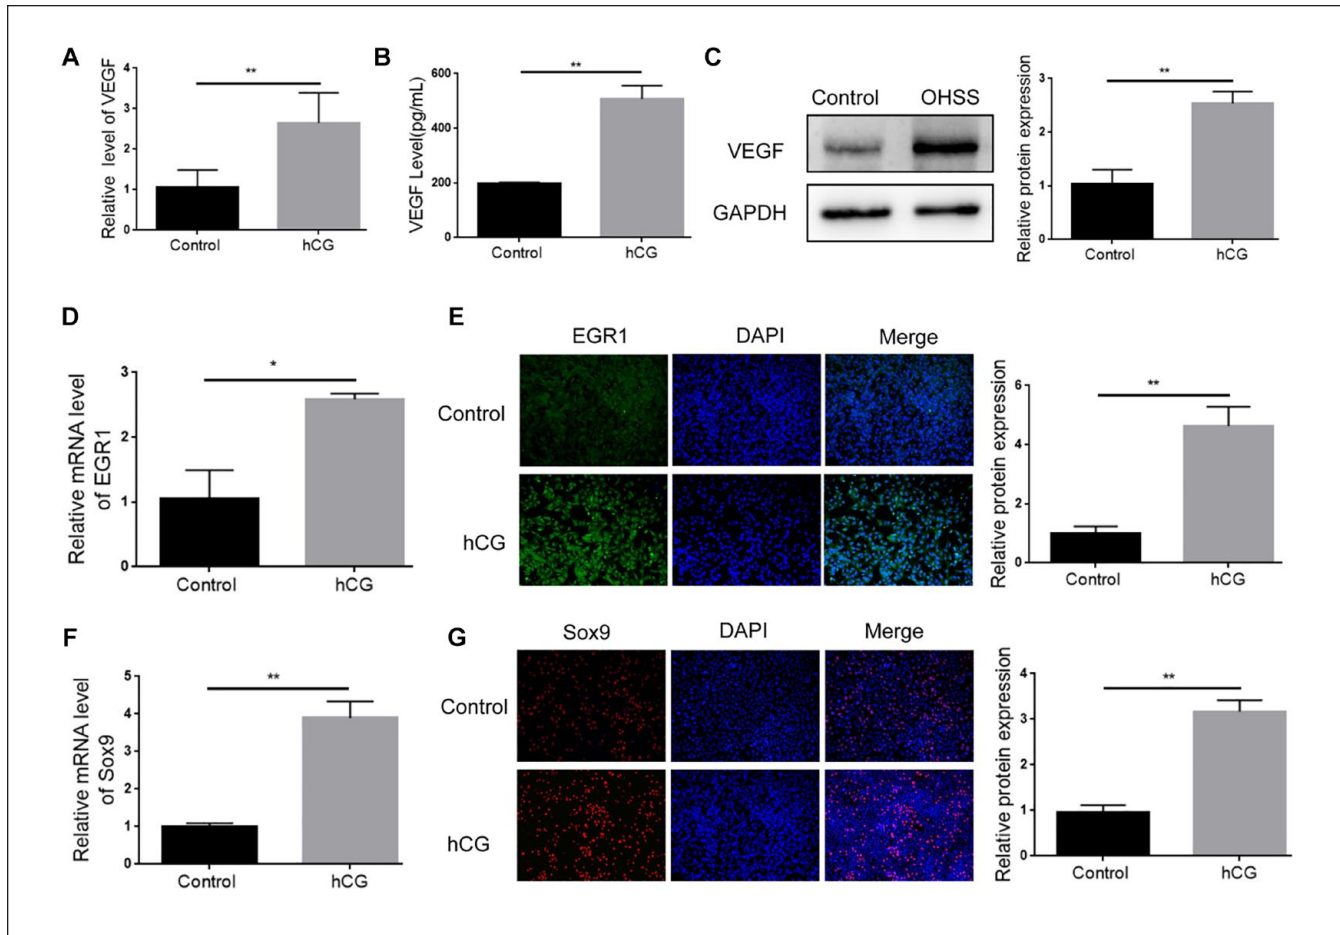 A
Relative level of VEGF
4
3
2
1
0
**
Control
hCG
B
VEGF Level(pg/mL)
600
400
200
0
**
Control
hCG
C
Control
OHSS
VEGF
GAPDH
Relative protein expression
3
2
1
0
**
Control
hCG
D
Relative mRNA level
of EGR1
3
2
1
0
*
Control
hCG
E
EGR1
DAPI
Merge
Control
hCG
Relative protein expression
6
4
2
0
**
Control
hCG
F
Relative mRNA level
of Sox9
5
4
3
2
1
0
**
Control
hCG
G
Sox9
DAPI
Merge
Control
hCG
Relative protein expression
4
3
2
1
0
**
Control
hCG